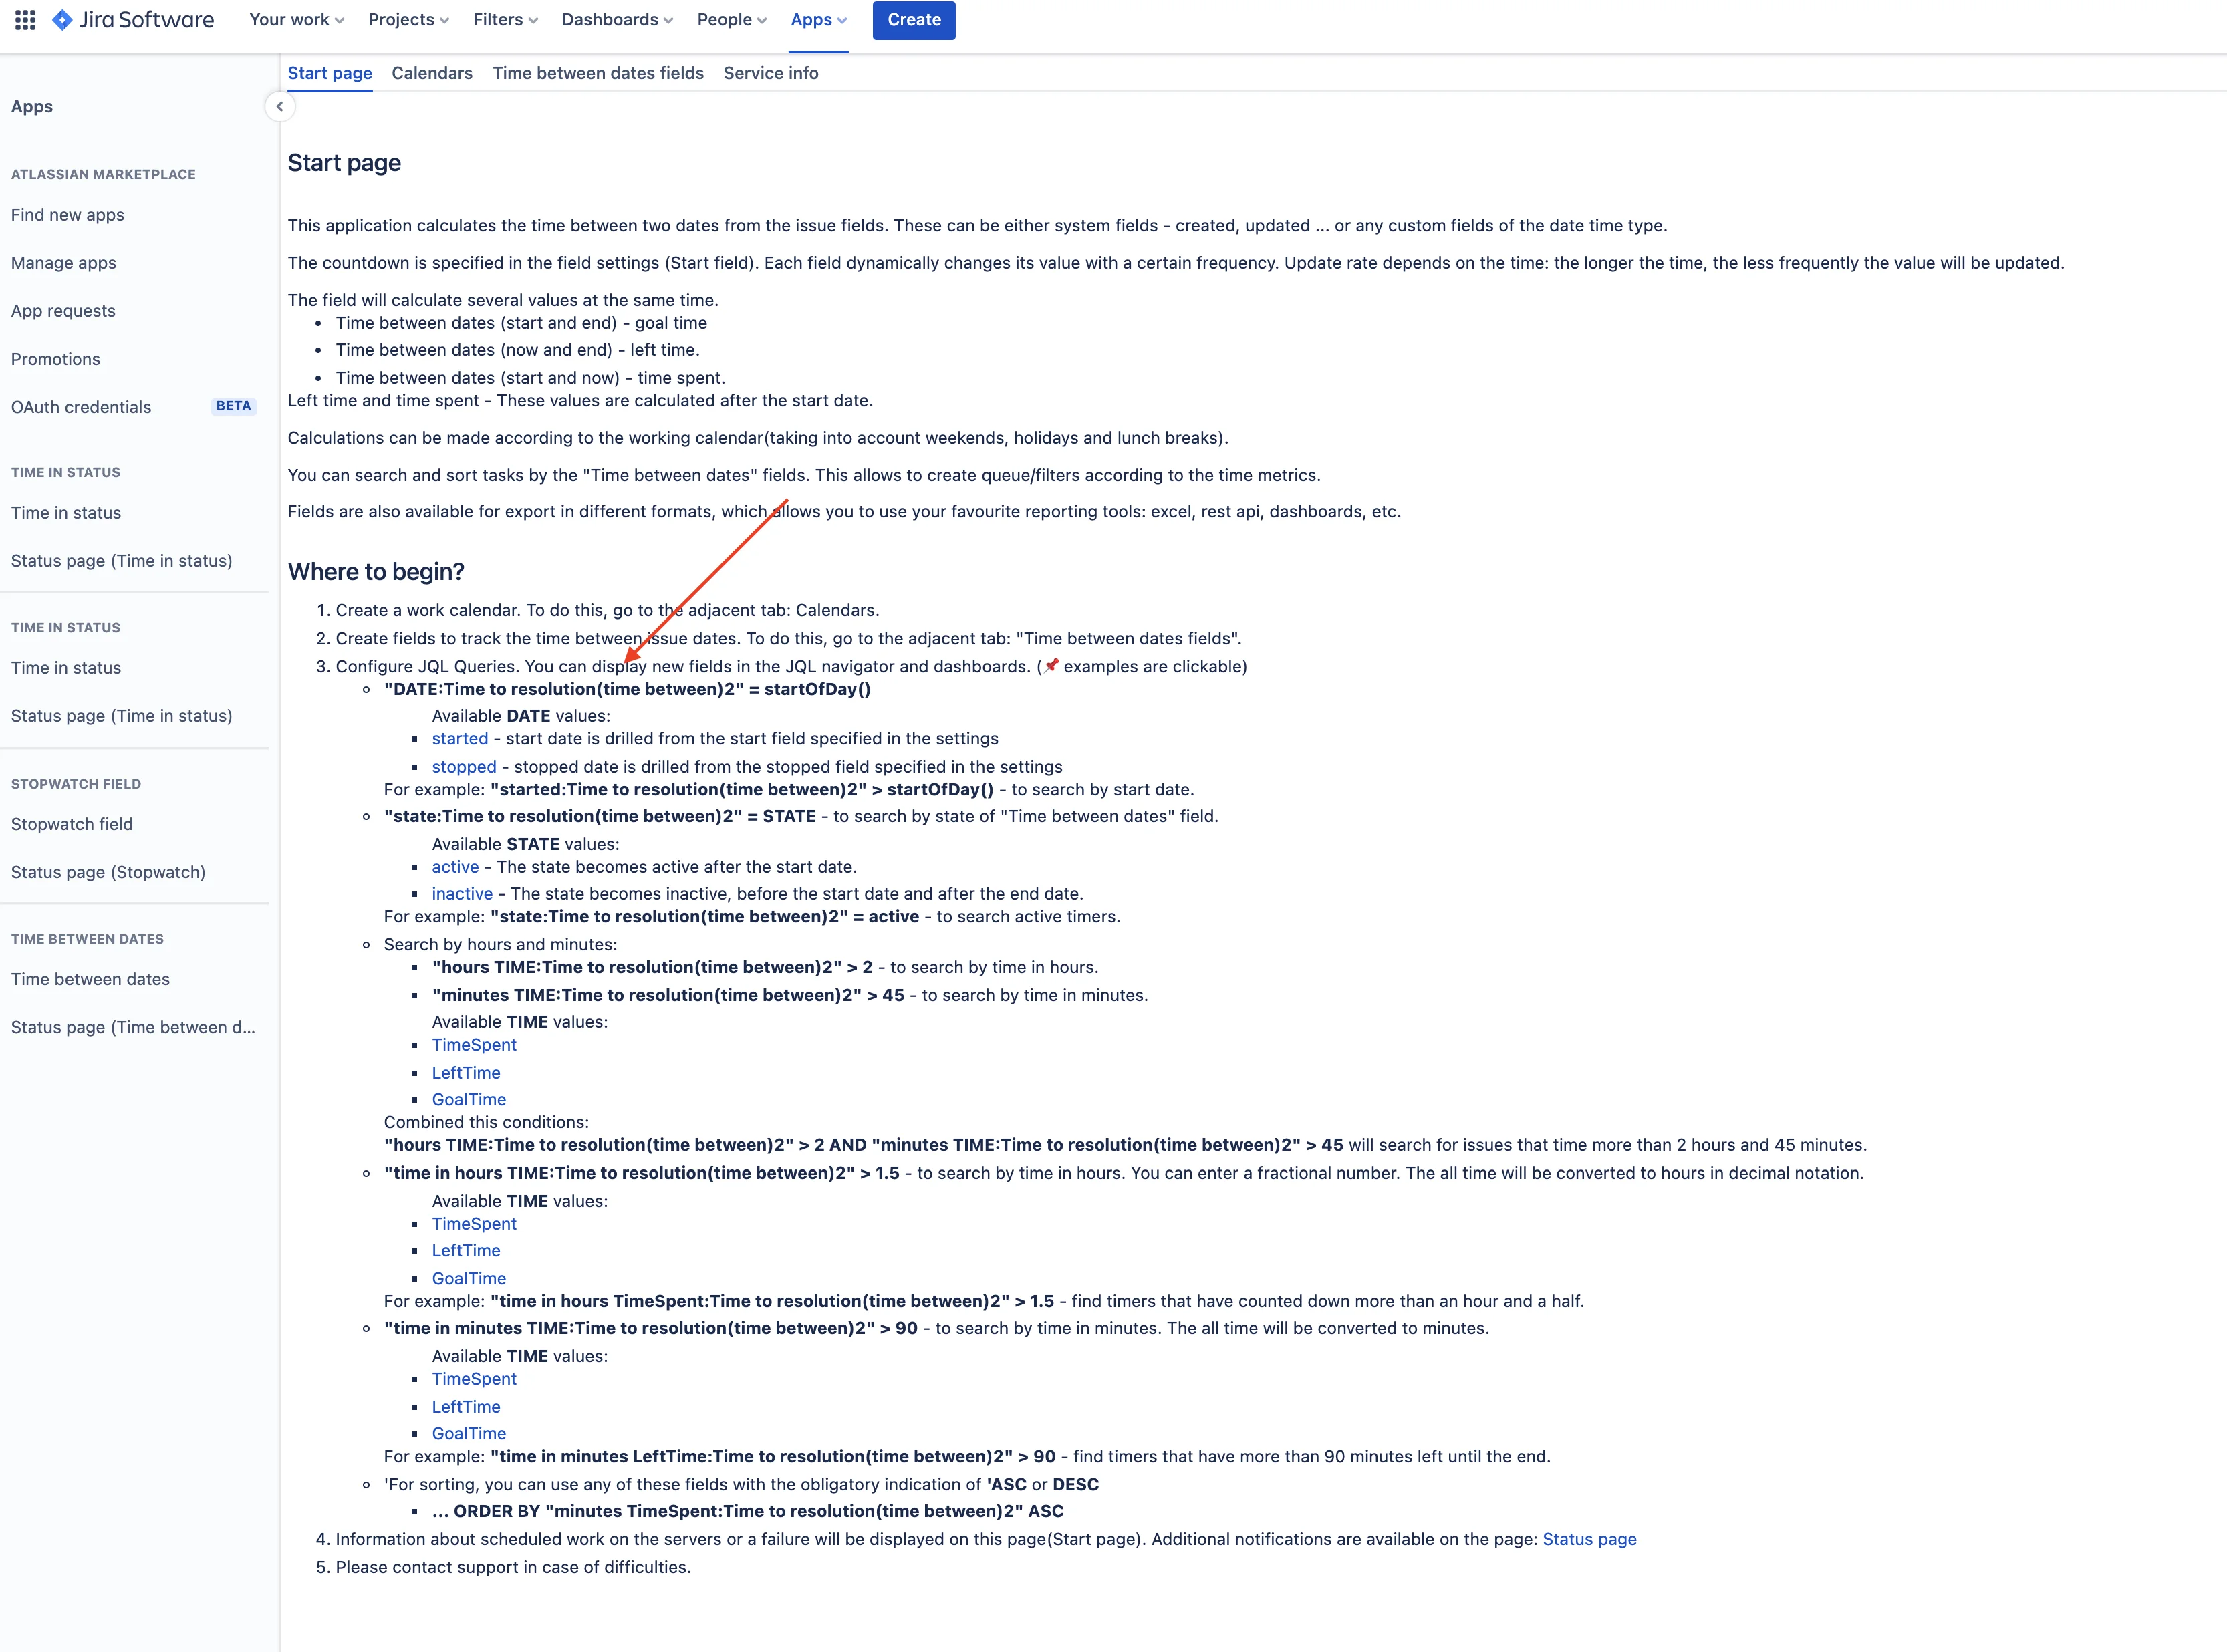 Jira Software Your work Projects Filters Dashboards People Apps Create
Start page Calendars Time between dates fields Service info
Apps
ATLASSIAN MARKETPLACE
Find new apps
Manage apps
App requests
Promotions
OAuth credentials BETA
TIME IN STATUS
Time in status
Status page (Time in status)
TIME IN STATUS
Time in status
Status page (Time in status)
STOPWATCH FIELD
Stopwatch field
Status page (Stopwatch)
TIME BETWEEN DATES
Time between dates
Status page (Time between d...
Start page
This application calculates the time between two dates from the issue fields. These can be either system fields - created, updated ... or any custom fields of the date time type.
The countdown is specified in the field settings (Start field). Each field dynamically changes its value with a certain frequency. Update rate depends on the time: the longer the time, the less frequently the value will be updated.
The field will calculate several values at the same time.
• Time between dates (start and end) - goal time
• Time between dates (now and end) - left time.
• Time between dates (start and now) - time spent.
Left time and time spent - These values are calculated after the start date.
Calculations can be made according to the working calendar(taking into account weekends, holidays and lunch breaks).
You can search and sort tasks by the "Time between dates" fields. This allows to create queue/filters according to the time metrics.
Fields are also available for export in different formats, which allows you to use your favourite reporting tools: excel, rest api, dashboards, etc.
Where to begin?
1. Create a work calendar. To do this, go to the adjacent tab: Calendars.
2. Create fields to track the time between issue dates. To do this, go to the adjacent tab: "Time between dates fields".
3. Configure JQL Queries. You can display new fields in the JQL navigator and dashboards. (📌 examples are clickable)
"DATE:Time to resolution(time between)2" = startOfDay()
Available DATE values:
started - start date is drilled from the start field specified in the settings
stopped - stopped date is drilled from the stopped field specified in the settings
For example: "started:Time to resolution(time between)2" > startOfDay() - to search by start date.
"state:Time to resolution(time between)2" = STATE - to search by state of "Time between dates" field.
Available STATE values:
active - The state becomes active after the start date.
inactive - The state becomes inactive, before the start date and after the end date.
For example: "state:Time to resolution(time between)2" = active - to search active timers.
Search by hours and minutes:
"hours TIME:Time to resolution(time between)2" > 2 - to search by time in hours.
"minutes TIME:Time to resolution(time between)2" > 45 - to search by time in minutes.
Available TIME values:
TimeSpent
LeftTime
GoalTime
Combined this conditions:
"hours TIME:Time to resolution(time between)2" > 2 AND "minutes TIME:Time to resolution(time between)2" > 45 will search for issues that time more than 2 hours and 45 minutes.
"time in hours TIME:Time to resolution(time between)2" > 1.5 - to search by time in hours. You can enter a fractional number. The all time will be converted to hours in decimal notation.
Available TIME values:
TimeSpent
LeftTime
GoalTime
For example: "time in hours TimeSpent:Time to resolution(time between)2" > 1.5 - find timers that have counted down more than an hour and a half.
"time in minutes TIME:Time to resolution(time between)2" > 90 - to search by time in minutes. The all time will be converted to minutes.
Available TIME values:
TimeSpent
LeftTime
GoalTime
For example: "time in minutes LeftTime:Time to resolution(time between)2" > 90 - find timers that have more than 90 minutes left until the end.
'For sorting, you can use any of these fields with the obligatory indication of 'ASC or DESC
... ORDER BY "minutes TimeSpent:Time to resolution(time between)2" ASC
4. Information about scheduled work on the servers or a failure will be displayed on this page(Start page). Additional notifications are available on the page: Status page
5. Please contact support in case of difficulties.